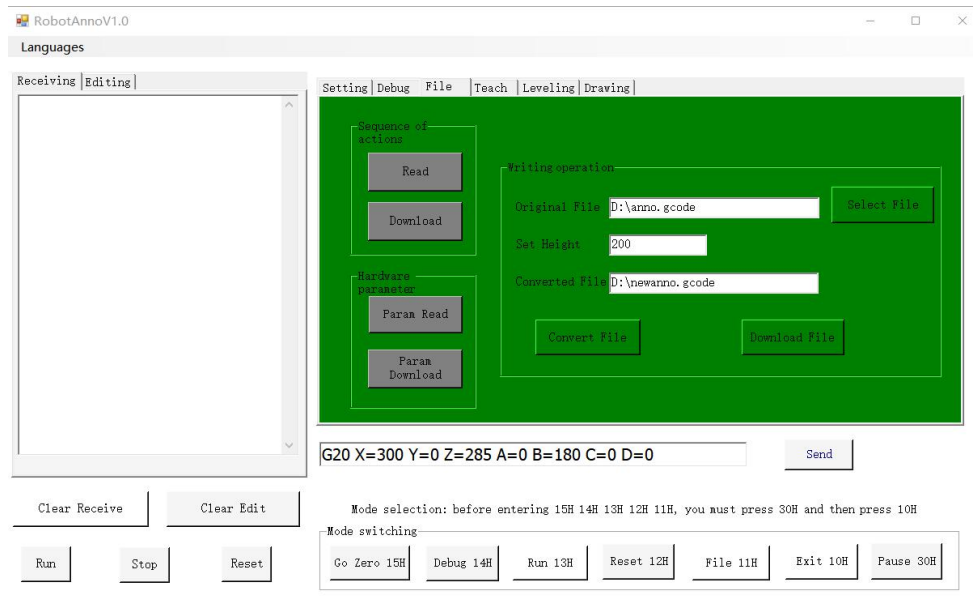 RobotAnnoV1.0
Languages
Receiving Editing
Setting Debug File Teach Leveling Drawing
Sequence of
actions
Read
Download
Hardware
parameter
Param Read
Param
Download
Writing operation
Original File D:\anno.gcode Select File
Set Height 200
Converted File D:\newanno.gcode
Convert File Download File
G20 X=300 Y=0 Z=285 A=0 B=180 C=0 D=0 Send
Clear Receive Clear Edit
Mode selection: before entering 15H 14H 13H 12H 11H, you must press 30H and then press 10H
Mode switching
Run Stop Reset
Go Zero 15H Debug 14H Run 13H Reset 12H File 11H Exit 10H Pause 30H